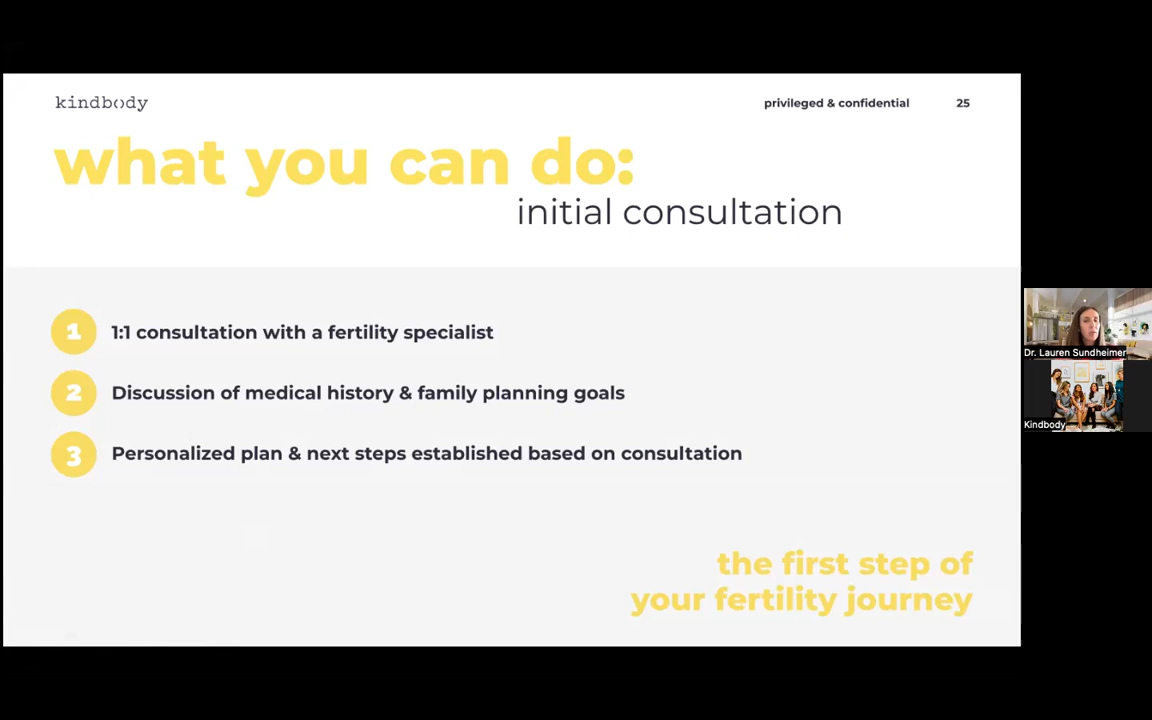 kindbody
privileged & confidential
25
what you can do:
initial consultation
1
1:1 consultation with a fertility specialist
2
Discussion of medical history & family planning goals
3
Personalized plan & next steps established based on consultation
the first step of
your fertility journey
Dr. Lauren Sundheimer
Kindbody